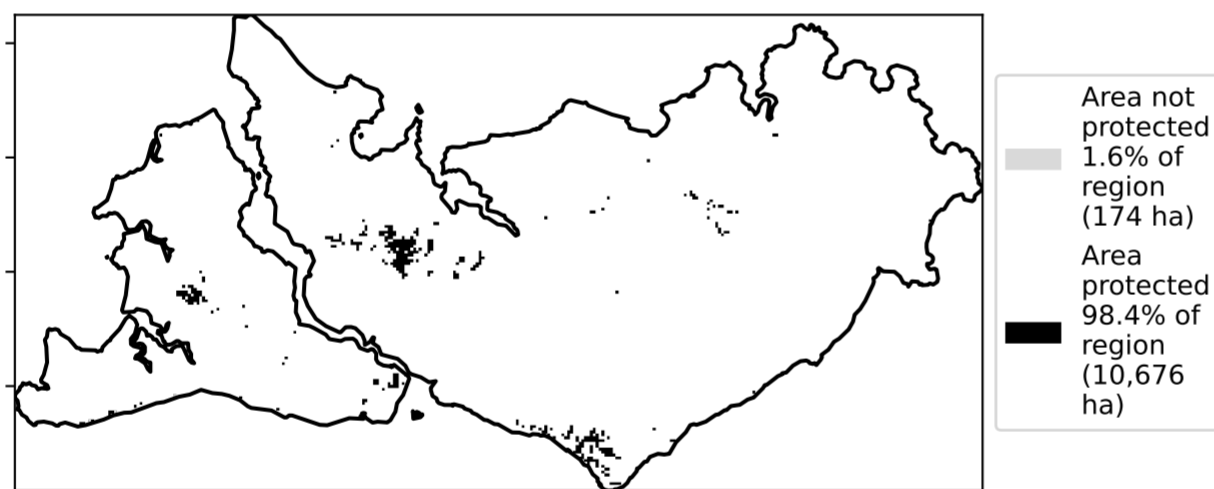 Area not
protected
1.6% of
region
(174 ha)
Area
protected
98.4% of
region
(10,676
ha)